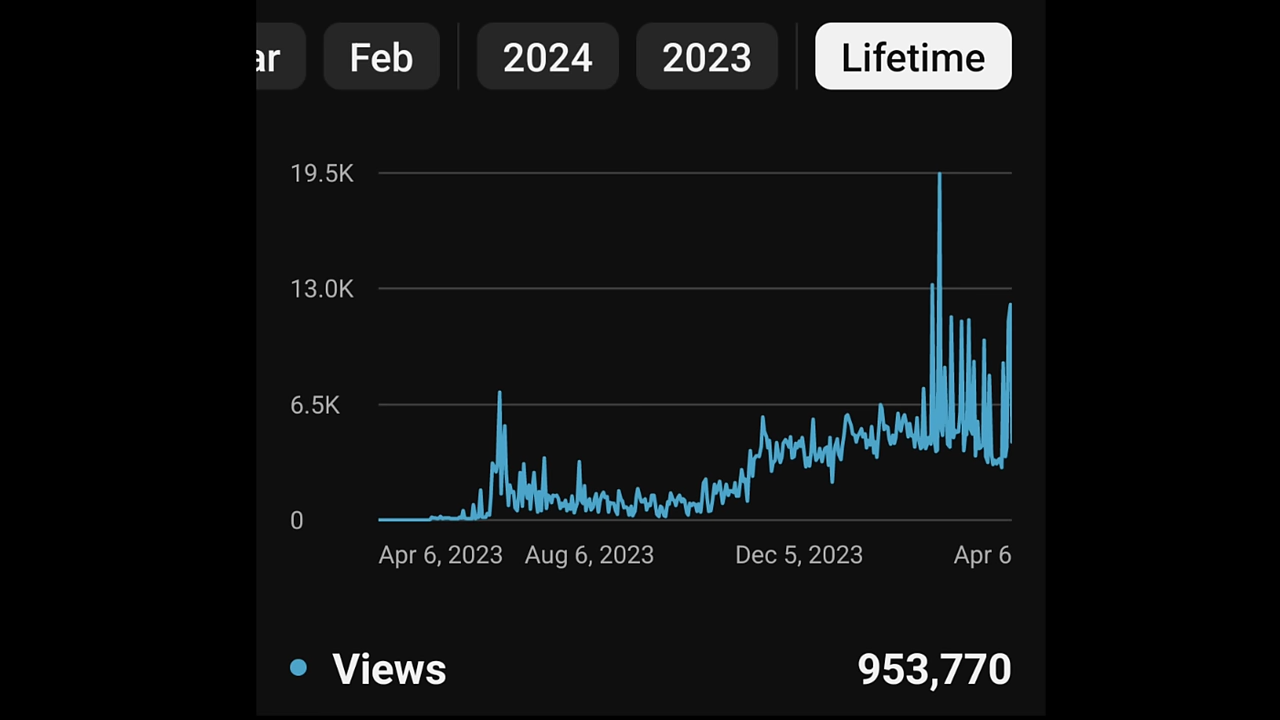 ar Feb 2024 2023 Lifetime
19.5K
13.0K
6.5K
0
Apr 6, 2023 Aug 6, 2023 Dec 5, 2023 Apr 6
Views 953,770